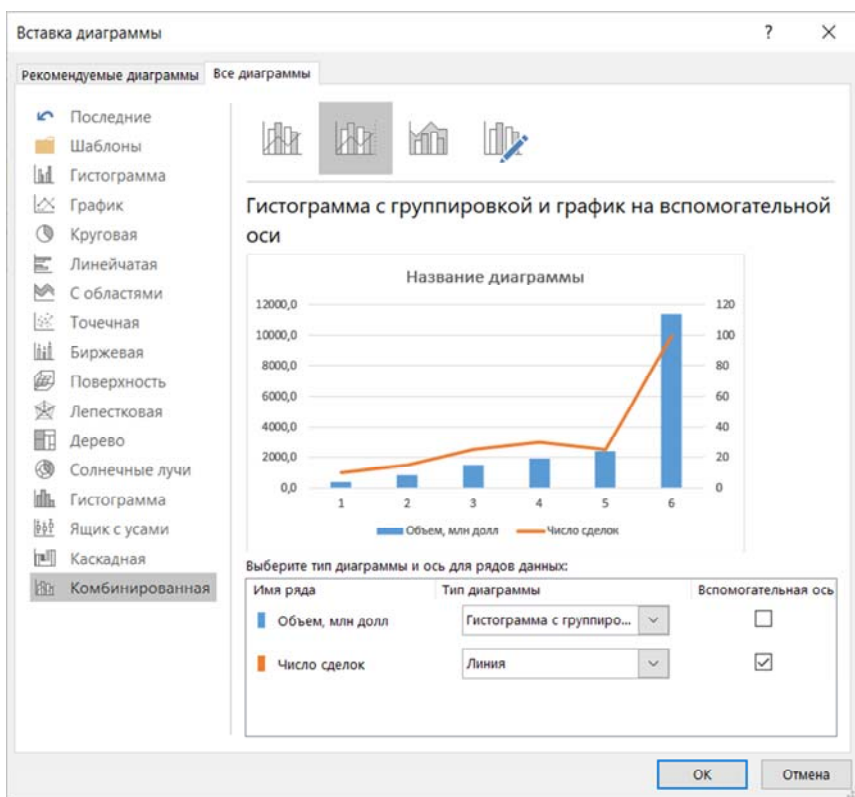 Вставка диаграммы
?
Рекомендуемые диаграммы
Все диаграммы
Последние
Шаблоны
Гистограмма
График
Круговая
Линейчатая
С областями
Точечная
Биржевая
Поверхность
Лепестковая
Дерево
Солнечные лучи
Гистограмма
Ящик с усами
Каскадная
Комбинированная
Гистограмма с группировкой и график на вспомогательной
оси
Название диаграммы
12000,0
10000,0
8000,0
6000,0
4000,0
2000,0
0,0
120
100
80
60
40
20
0
1 2 3 4 5 6
Объем, млн долл Число сделок
Выберите тип диаграммы и ось для рядов данных:
Имя ряда Тип диаграммы Вспомогательная ось
Объем, млн долл Гистограмма с группиро...
Число сделок Линия
ОК Отмена